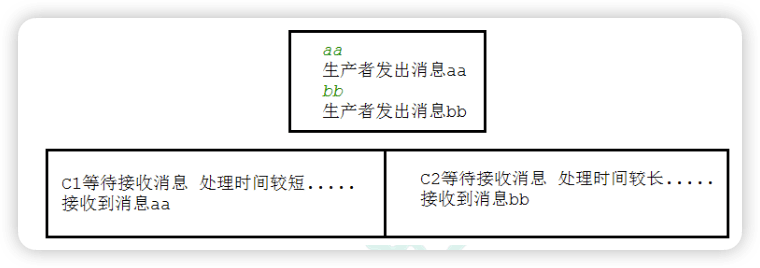 aa
生产者发出消息aa
bb
生产者发出消息bb
C1等待接收消息 处理时间较短.....
接收到消息aa
C2等待接收消息 处理时间较长.....
接收到消息bb